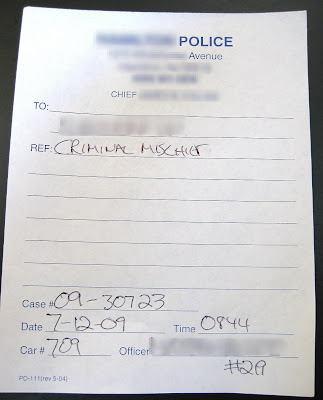 POLICE
Avenue
CHIEF
TO:
REF: CRIMINAL MISCHIEF
Case # 09-30723
Date 7-12-09 Time 0844
Car # 709 Officer
#29
PD-111(rev 5-04)